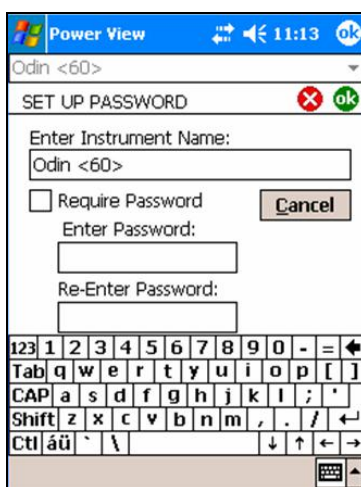 Power View 11:13 ok
Odin <60>
SET UP PASSWORD ok
Enter Instrument Name:
Odin <60>
Require Password Cancel
Enter Password:
Re-Enter Password:
123 1 2 3 4 5 6 7 8 9 0 - = ←
Tab q w e r t y u i o p [ ]
CAP a s d f g h j k l ; '
Shift z x c v b n m , . / ↵
Ctl áü ` \ ↓ ↑ ← →